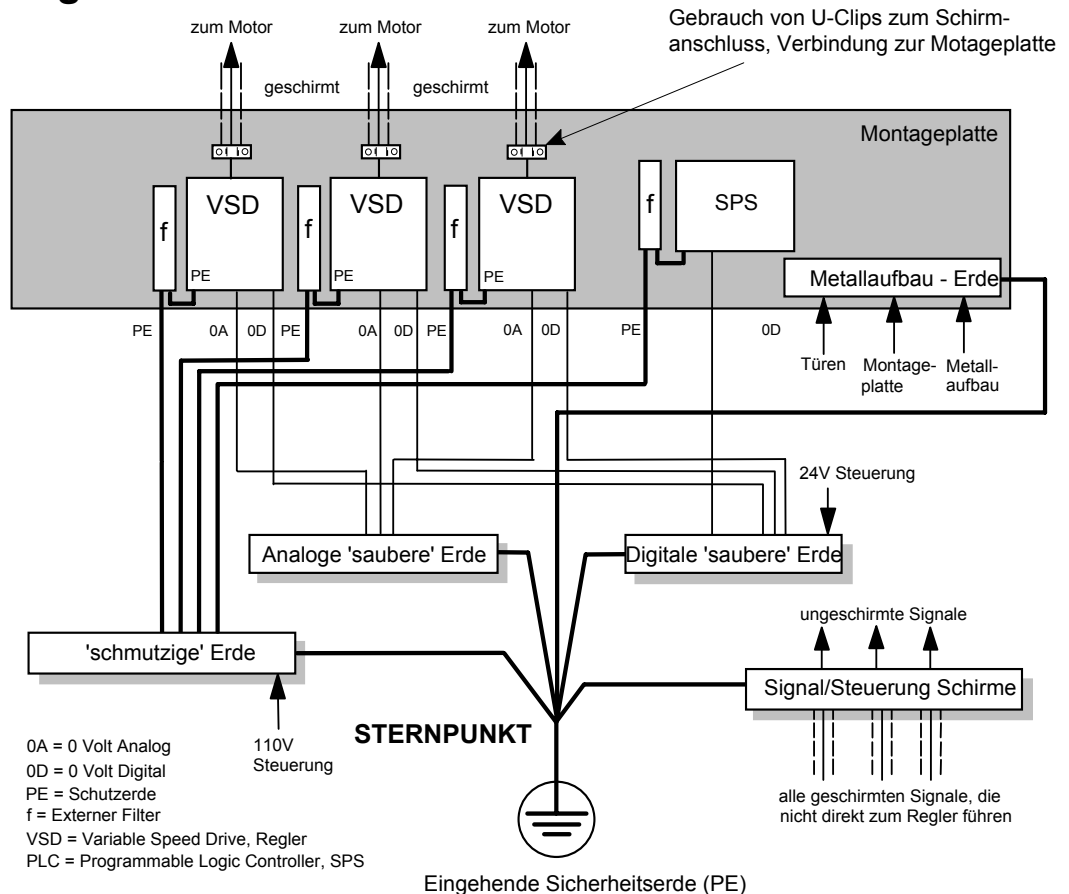 zum Motor
zum Motor
zum Motor
Gebrauch von U-Clips zum Schirm-
anschluss, Verbindung zur Motageplatte
geschirmt
geschirmt
Montageplatte
f
VSD
PE
f
VSD
PE
f
VSD
PE
f
SPS
Metallaufbau - Erde
PE
0A
0D
PE
0A
0D
PE
0A
0D
PE
0D
Türen
Montage-
platte
Metall-
aufbau
24V Steuerung
Analoge 'saubere' Erde
Digitale 'saubere' Erde
ungeschirmte Signale
'schmutzige' Erde
Signal/Steuerung Schirme
STERNPUNKT
110V
Steuerung
0A = 0 Volt Analog
0D = 0 Volt Digital
PE = Schutzerde
f = Externer Filter
VSD = Variable Speed Drive, Regler
PLC = Programmable Logic Controller, SPS
alle geschirmten Signale, die
nicht direkt zum Regler führen
Eingehende Sicherheitserde (PE)